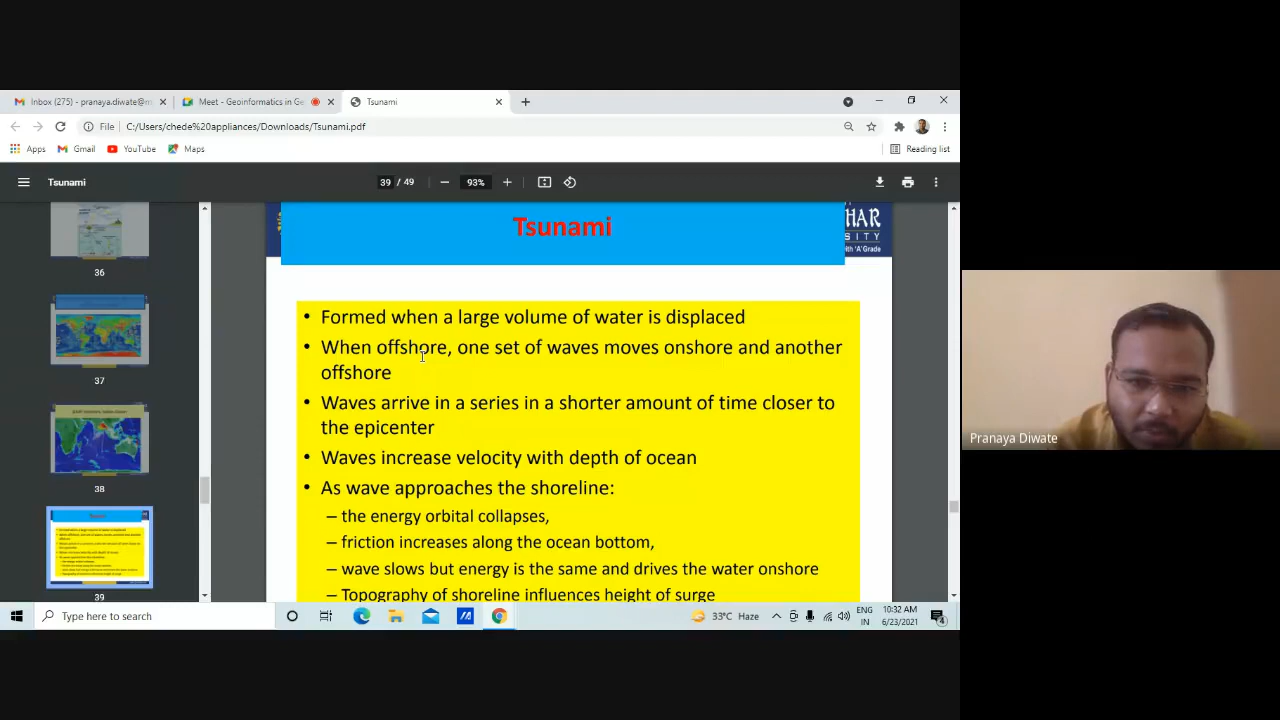 Inbox (275) - pranaya.diwate@m
Meet - Geoinformatics in Ge
Tsunami
File
C:/Users/chede%20appliances/Downloads/Tsunami.pdf
Apps
Gmail
YouTube
Maps
Reading list
Tsunami
39 / 49
93%
36
37
38
39
Tsunami
HAR
SITY
ith 'A' Grade
• Formed when a large volume of water is displaced
• When offshore, one set of waves moves onshore and another
offshore
• Waves arrive in a series in a shorter amount of time closer to
the epicenter
• Waves increase velocity with depth of ocean
• As wave approaches the shoreline:
– the energy orbital collapses,
– friction increases along the ocean bottom,
– wave slows but energy is the same and drives the water onshore
– Topography of shoreline influences height of surge
Pranaya Diwate
Type here to search
33°C Haze
ENG
IN
10:32 AM
6/23/2021
4